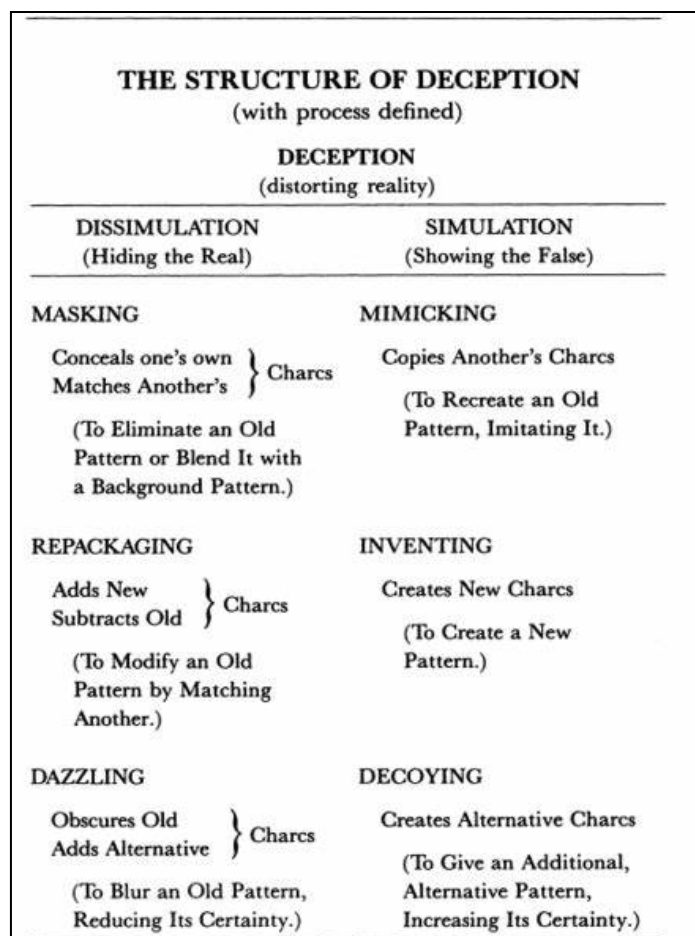 THE STRUCTURE OF DECEPTION
(with process defined)
DECEPTION
(distorting reality)
DISSIMULATION
(Hiding the Real)
SIMULATION
(Showing the False)
MASKING
Conceals one's own
Matches Another's
Charcs
(To Eliminate an Old
Pattern or Blend It with
a Background Pattern.)
MIMICKING
Copies Another's Charcs
(To Recreate an Old
Pattern, Imitating It.)
REPACKAGING
Adds New
Subtracts Old
Charcs
(To Modify an Old
Pattern by Matching
Another.)
INVENTING
Creates New Charcs
(To Create a New
Pattern.)
DAZZLING
Obscures Old
Adds Alternative
Charcs
(To Blur an Old Pattern,
Reducing Its Certainty.)
DECOYING
Creates Alternative Charcs
(To Give an Additional,
Alternative Pattern,
Increasing Its Certainty.)